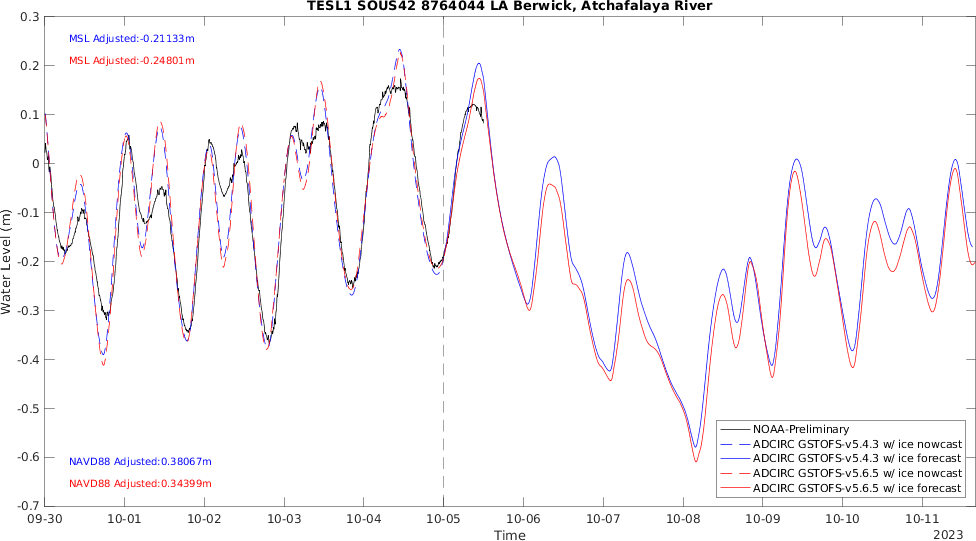 TESL1 SOUS42 8764044 LA Berwick, Atchafalaya River
0.3
MSL Adjusted:-0.21133m
MSL Adjusted:-0.24801m
0.2
0.1
0
-0.1
-0.2
-0.3
-0.4
-0.5
-0.6
-0.7
Water Level (m)
NAVD88 Adjusted:0.38067m
NAVD88 Adjusted:0.34399m
NOAA-Preliminary
ADCIRC GSTOFS-v5.4.3 w/ ice nowcast
ADCIRC GSTOFS-v5.4.3 w/ ice forecast
ADCIRC GSTOFS-v5.6.5 w/ ice nowcast
ADCIRC GSTOFS-v5.6.5 w/ ice forecast
09-30 10-01 10-02 10-03 10-04 10-05 10-06 10-07 10-08 10-09 10-10 10-11
Time
2023